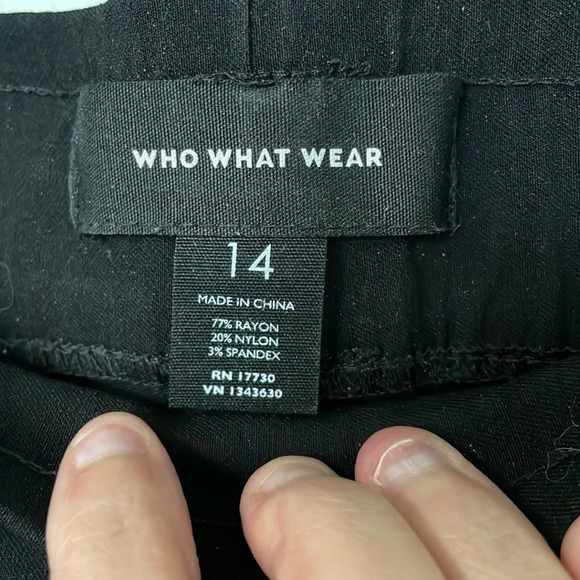 WHO WHAT WEAR
14
MADE IN CHINA
77% RAYON
20% NYLON
3% SPANDEX
RN 17730
VN 1343630